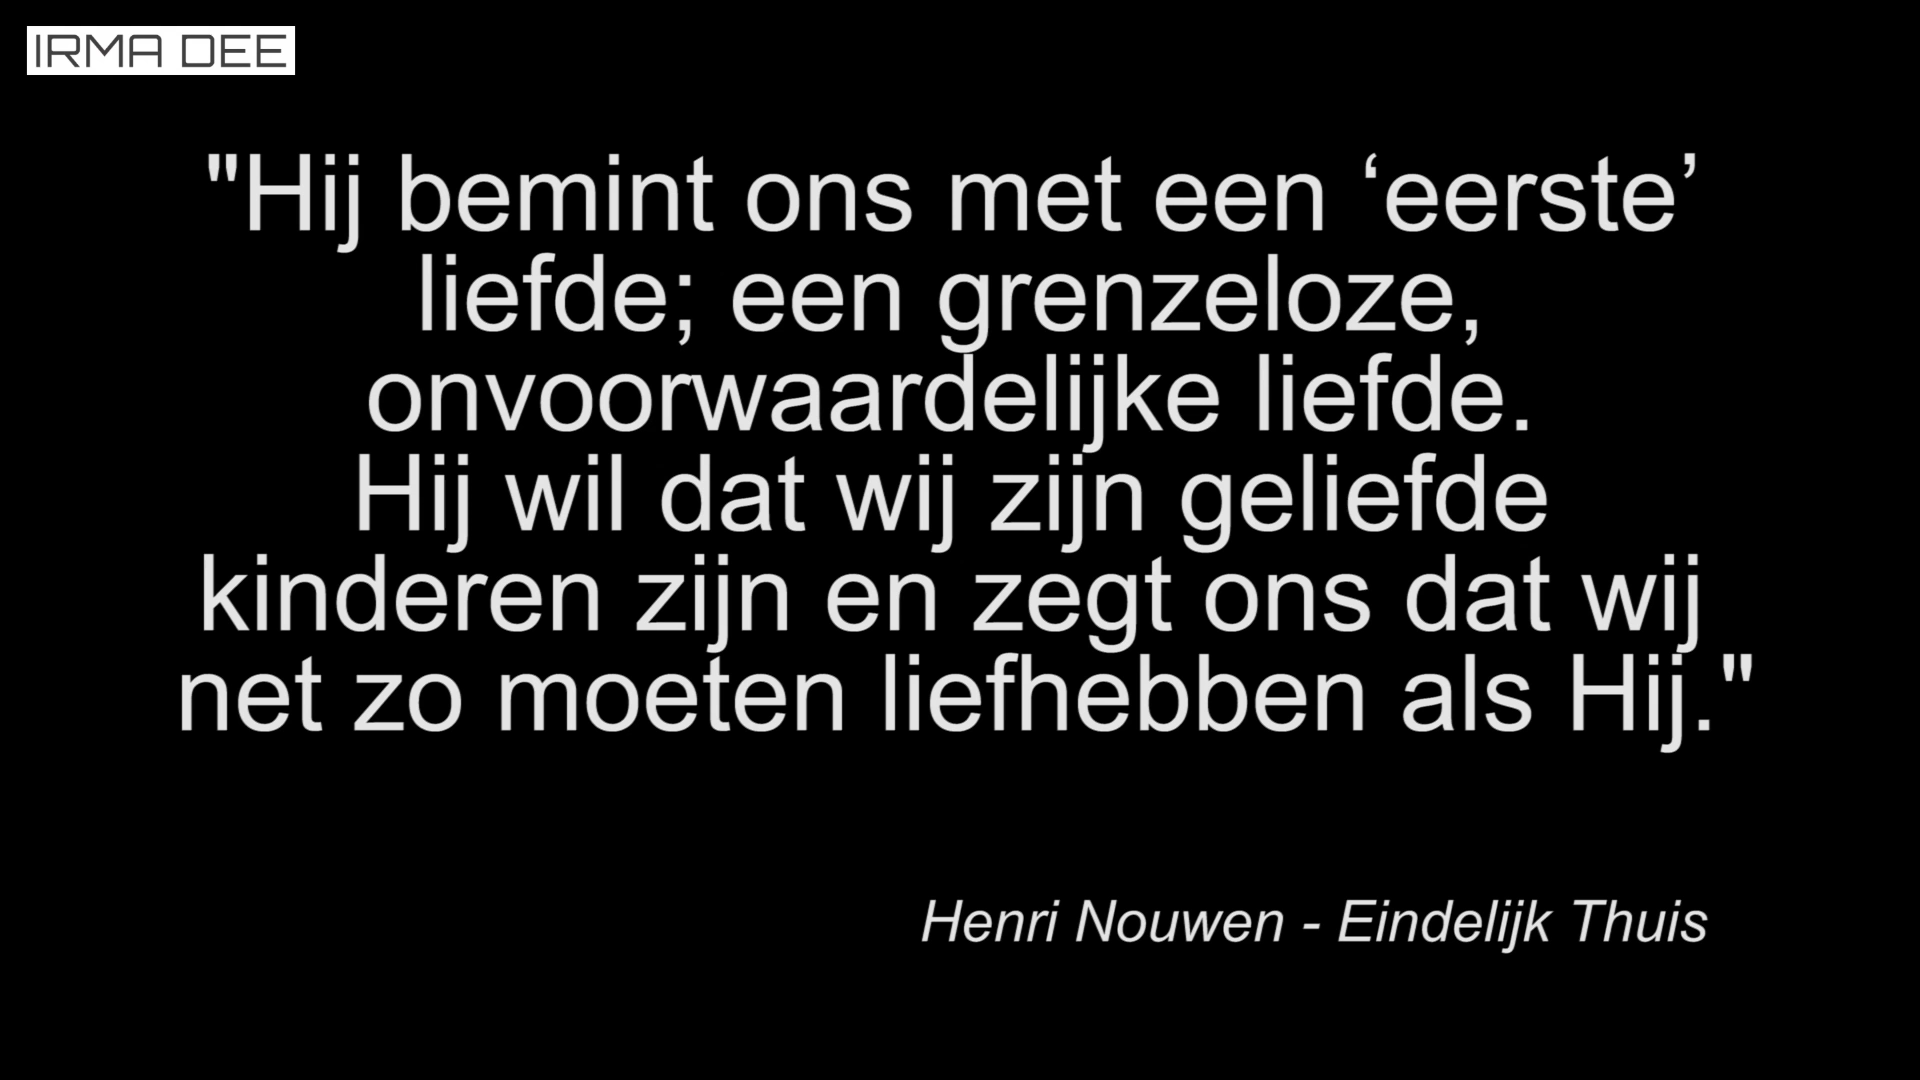 IRMA DEE
"Hij bemint ons met een ‘eerste’
liefde; een grenzeloze,
onvoorwaardelijke liefde.
Hij wil dat wij zijn geliefde
kinderen zijn en zegt ons dat wij
net zo moeten liefhebben als Hij."
Henri Nouwen - Eindelijk Thuis